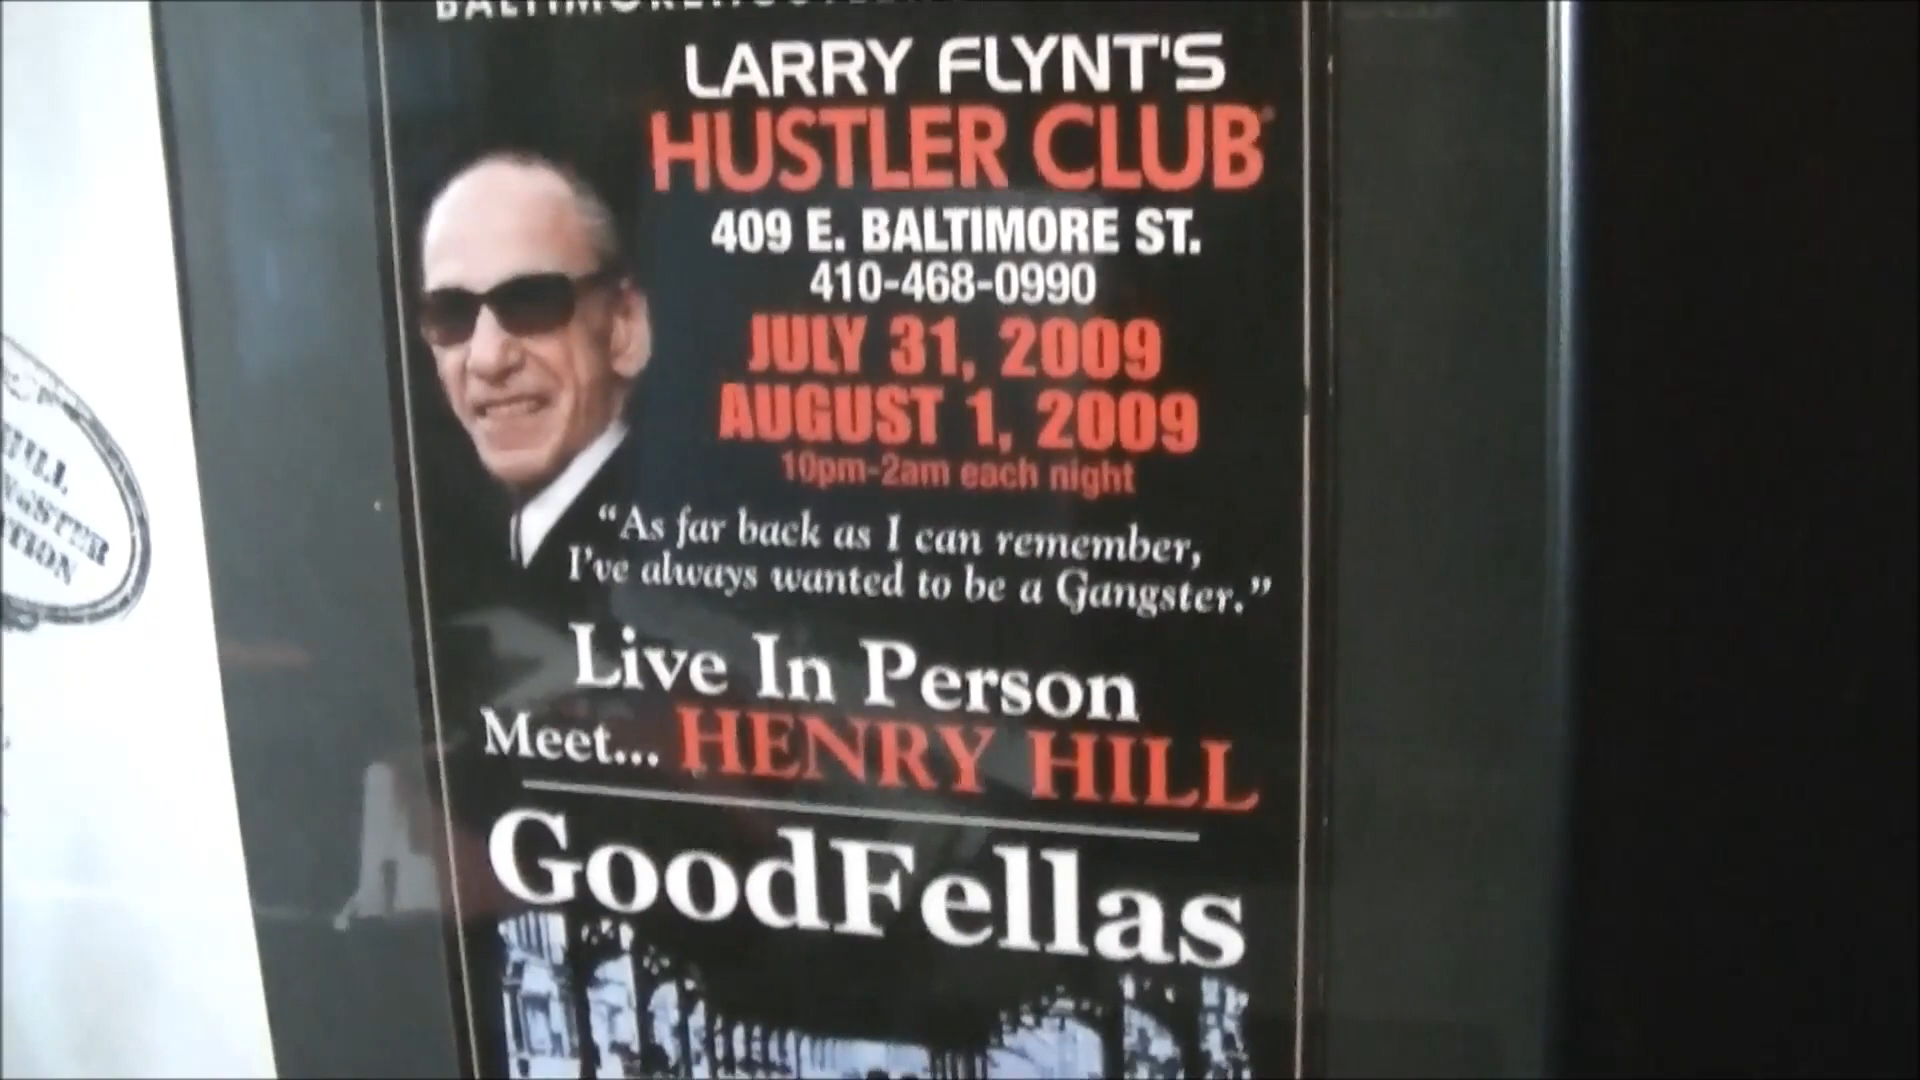 LARRY FLYNT'S
HUSTLER CLUB
409 E. BALTIMORE ST.
410-468-0990
JULY 31, 2009
AUGUST 1, 2009
10pm-2am each night
“As far back as I can remember,
I've always wanted to be a Gangster.”
Live In Person
Meet... HENRY HILL
GoodFellas